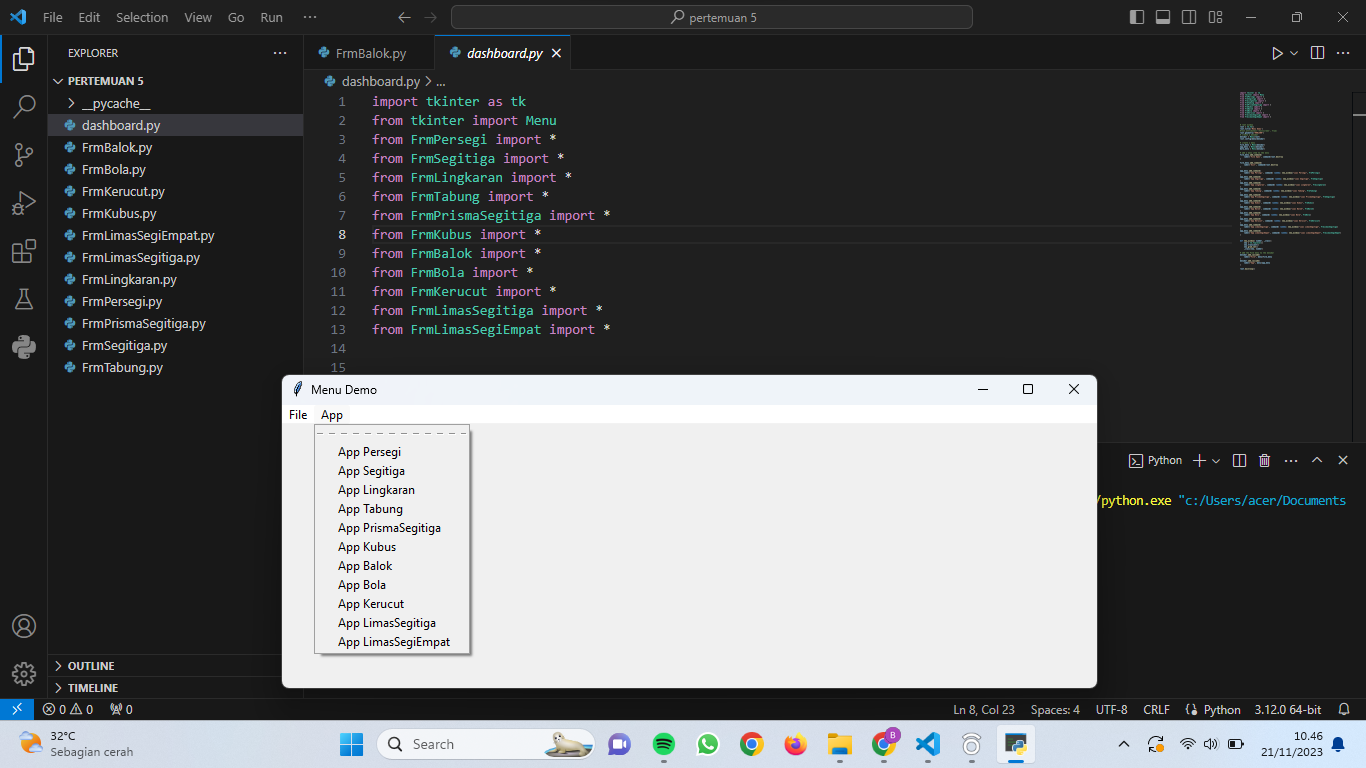 File Edit Selection View Go Run ··· pertemuan 5
EXPLORER ···
PERTEMUAN 5
__pycache__
dashboard.py
FrmBalok.py
FrmBola.py
FrmKerucut.py
FrmKubus.py
FrmLimasSegiEmpat.py
FrmLimasSegitiga.py
FrmLingkaran.py
FrmPersegi.py
FrmPrismaSegitiga.py
FrmSegitiga.py
FrmTabung.py
OUTLINE
TIMELINE
FrmBalok.py dashboard.py
dashboard.py > ...
1 import tkinter as tk
2 from tkinter import Menu
3 from FrmPersegi import *
4 from FrmSegitiga import *
5 from FrmLingkaran import *
6 from FrmTabung import *
7 from FrmPrismaSegitiga import *
8 from FrmKubus import *
9 from FrmBalok import *
10 from FrmBola import *
11 from FrmKerucut import *
12 from FrmLimasSegitiga import *
13 from FrmLimasSegiEmpat import *
14
15
Menu Demo
File App
App Persegi
App Segitiga
App Lingkaran
App Tabung
App PrismaSegitiga
App Kubus
App Balok
App Bola
App Kerucut
App LimasSegitiga
App LimasSegiEmpat
Python
/python.exe "c:/Users/acer/Documents
0 0 0 Ln 8, Col 23 Spaces: 4 UTF-8 CRLF Python 3.12.0 64-bit
32°C
Sebagian cerah
Search
B
10.46
21/11/2023